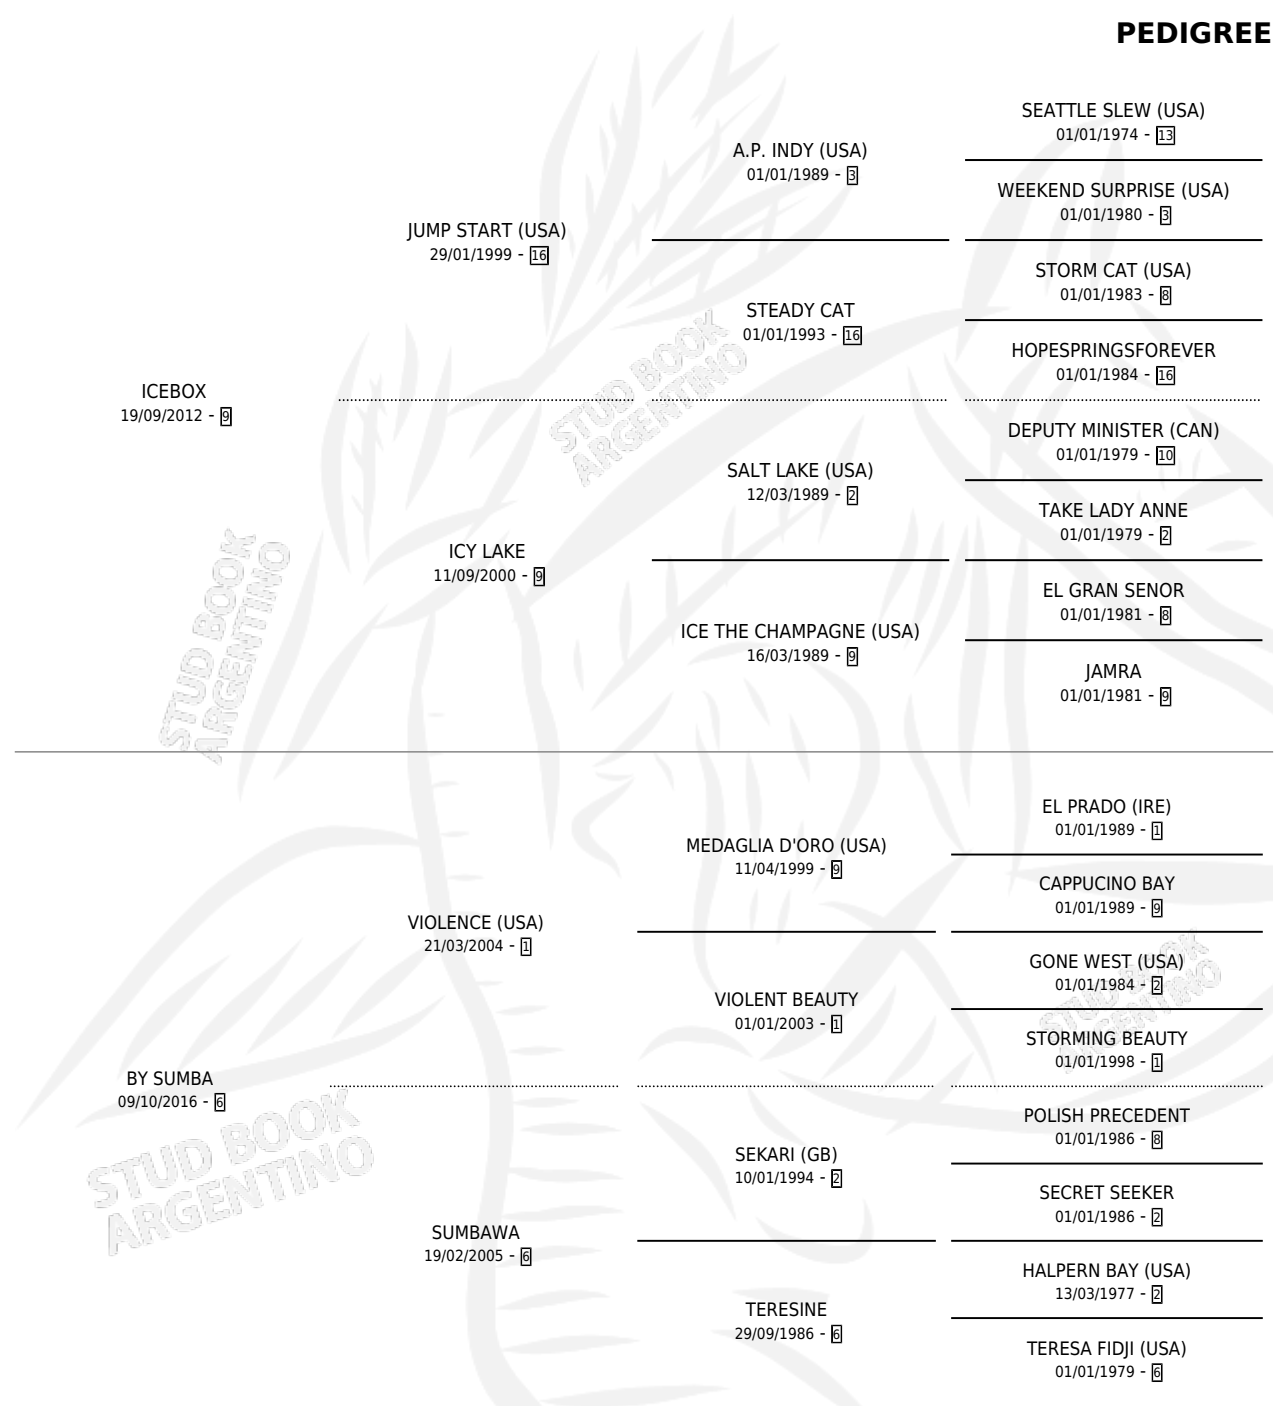 PEDIGREE
SEATTLE SLEW (USA)
01/01/1974 - 13
A.P. INDY (USA)
01/01/1989 - 3
WEEKEND SURPRISE (USA)
01/01/1980 - 3
JUMP START (USA)
29/01/1999 - 16
STORM CAT (USA)
01/01/1983 - 8
STEADY CAT
01/01/1993 - 16
HOPESPRINGSFOREVER
01/01/1984 - 16
ICEBOX
19/09/2012 - 9
DEPUTY MINISTER (CAN)
01/01/1979 - 10
SALT LAKE (USA)
12/03/1989 - 2
TAKE LADY ANNE
01/01/1979 - 2
ICY LAKE
11/09/2000 - 9
EL GRAN SENOR
01/01/1981 - 8
ICE THE CHAMPAGNE (USA)
16/03/1989 - 9
JAMRA
01/01/1981 - 9
EL PRADO (IRE)
01/01/1989 - 1
MEDAGLIA D'ORO (USA)
11/04/1999 - 9
CAPPUCINO BAY
01/01/1989 - 9
VIOLENCE (USA)
21/03/2004 - 1
GONE WEST (USA)
01/01/1984 - 2
VIOLENT BEAUTY
01/01/2003 - 1
STORMING BEAUTY
01/01/1998 - 1
BY SUMBA
09/10/2016 - 6
POLISH PRECEDENT
01/01/1986 - 8
SEKARI (GB)
10/01/1994 - 2
SECRET SEEKER
01/01/1986 - 2
SUMBAWA
19/02/2005 - 6
HALPERN BAY (USA)
13/03/1977 - 2
TERESINE
29/09/1986 - 6
TERESA FIDJI (USA)
01/01/1979 - 6
STUD BOOK
ARGENTINO
STUD BOOK
ARGENTINO
STUD BOOK
ARGENTINO
STUD BOOK
ARGENTINO